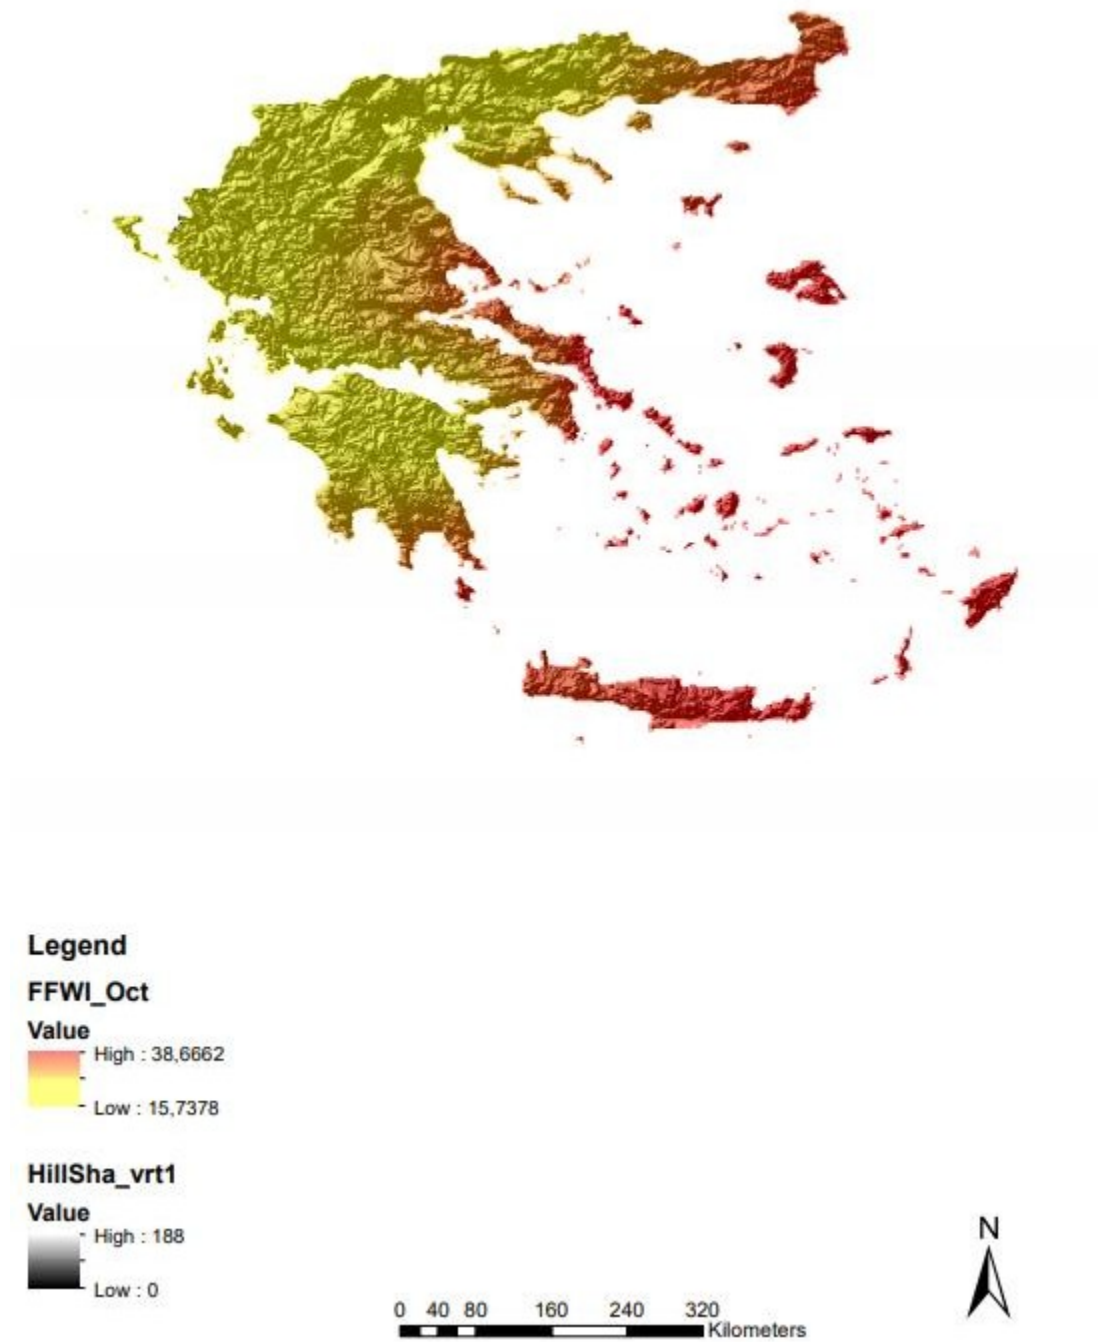 Legend
FFWI_Oct
Value
High : 38,6662
Low : 15,7378
HillSha_vrt1
Value
High : 188
Low : 0
N
0 40 80 160 240 320
Kilometers